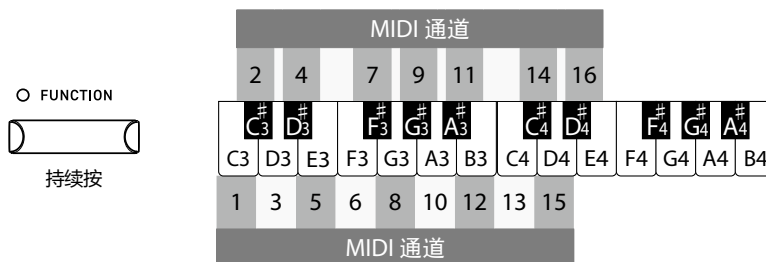 MIDI 通道
2 4 7 9 11 14 16
FUNCTION
C♯3 D♯3 F♯3 G♯3 A♯3 C♯4 D♯4 F♯4 G♯4 A♯4
C3 D3 E3 F3 G3 A3 B3 C4 D4 E4 F4 G4 A4 B4
持续按
1 3 5 6 8 10 12 13 15
MIDI 通道